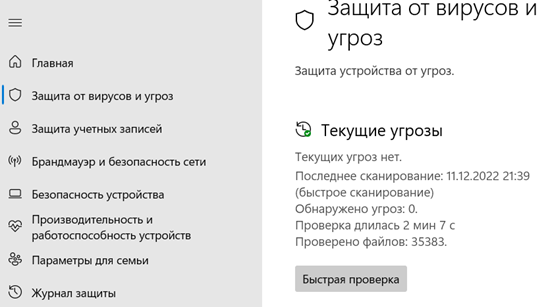 Главная
Защита от вирусов и угроз
Защита учетных записей
Брандмауэр и безопасность сети
Безопасность устройства
Производительность и
работоспособность устройств
Параметры для семьи
Журнал защиты
Защита от вирусов и
угроз
Защита устройства от угроз.
Текущие угрозы
Текущих угроз нет.
Последнее сканирование: 11.12.2022 21:39
(быстрое сканирование)
Обнаружено угроз: 0.
Проверка длилась 2 мин 7 с
Проверено файлов: 35383.
Быстрая проверка